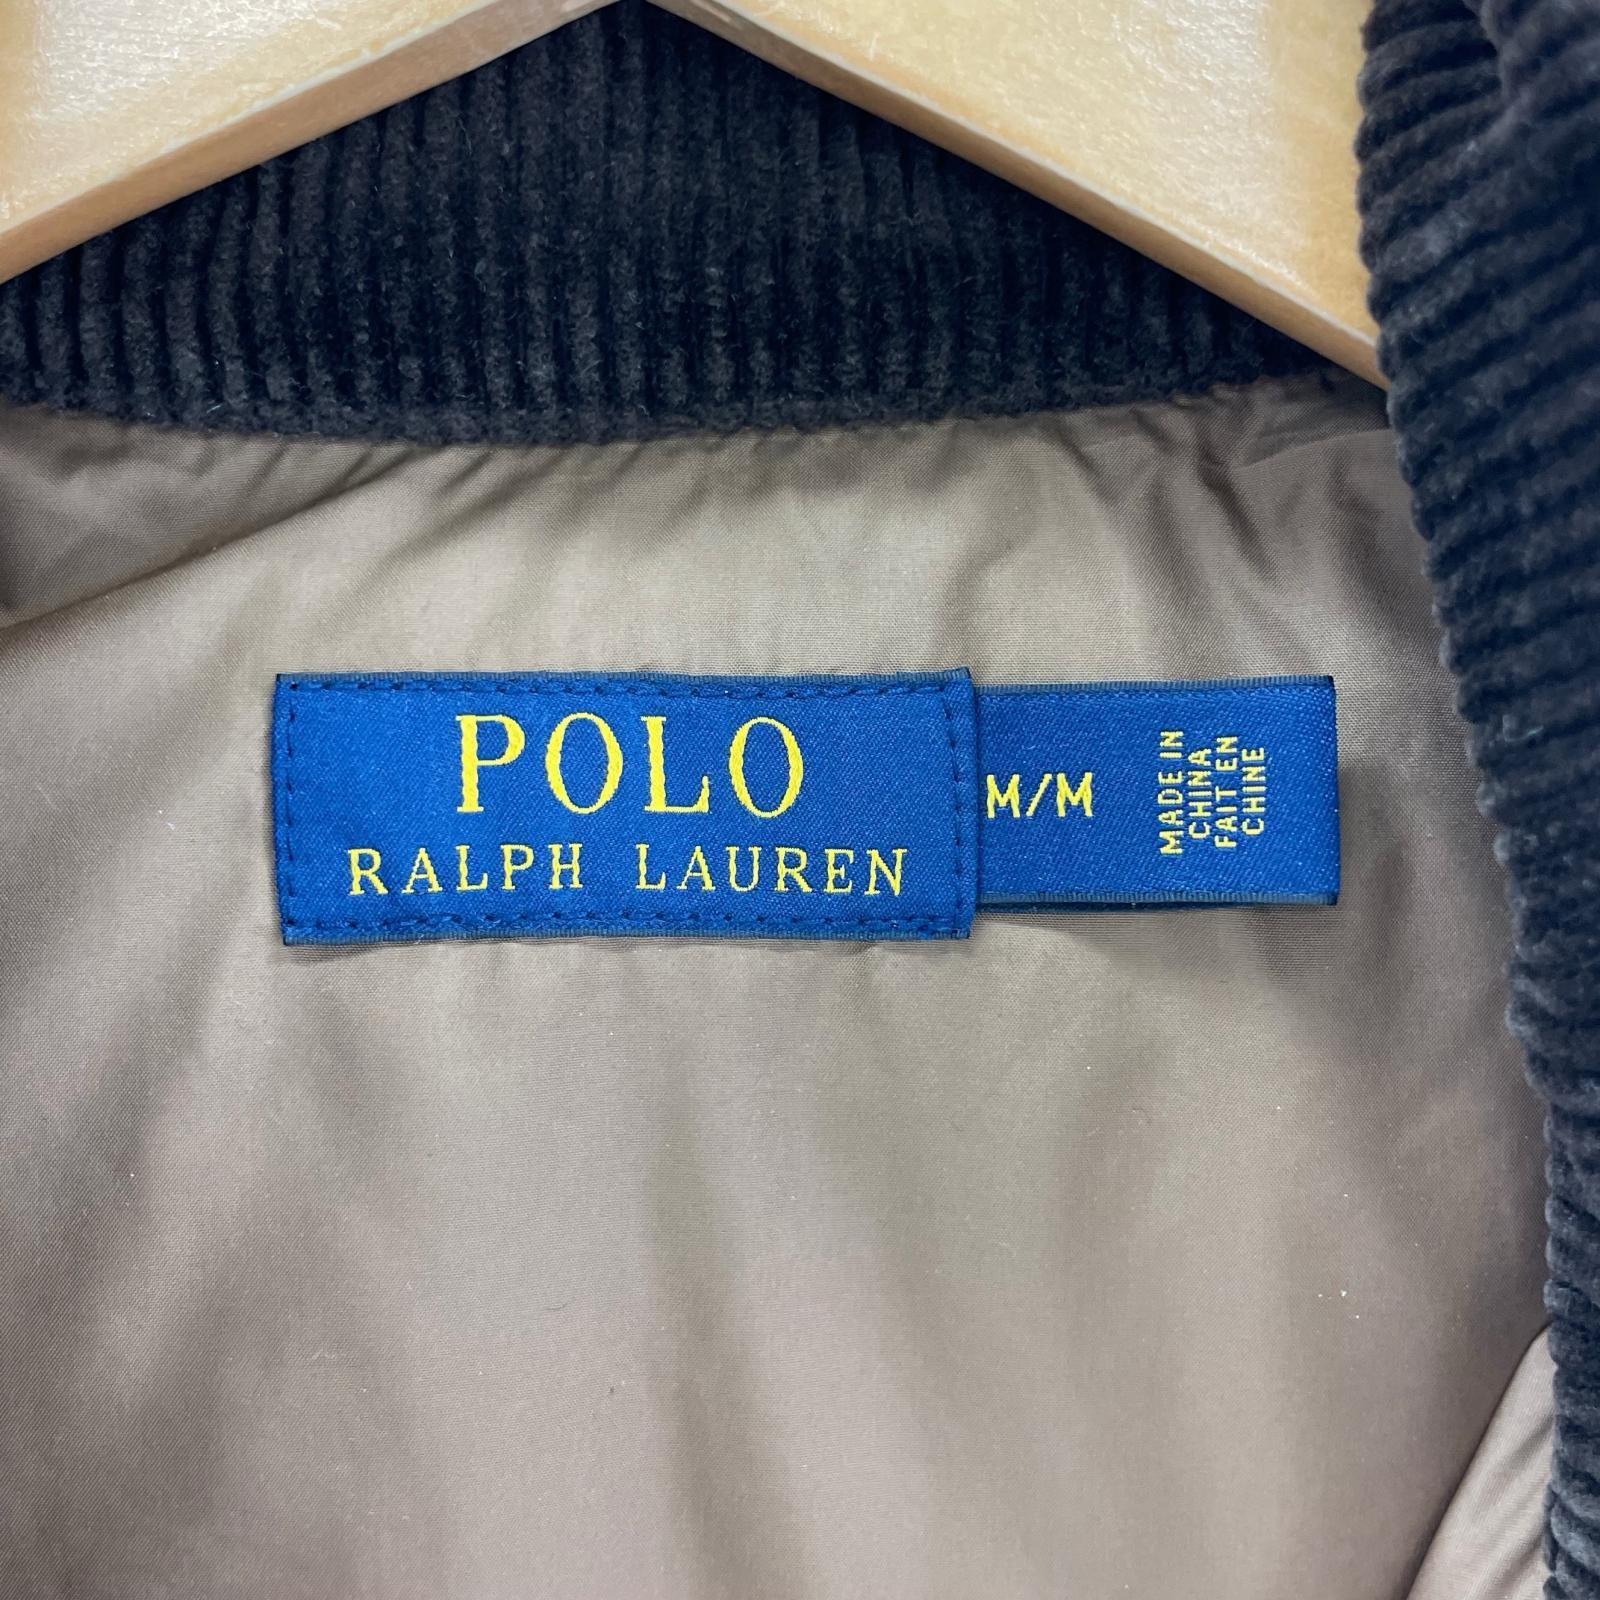 POLO
RALPH LAUREN
M/M
MADE IN
CHINA
FAIT EN
CHINE